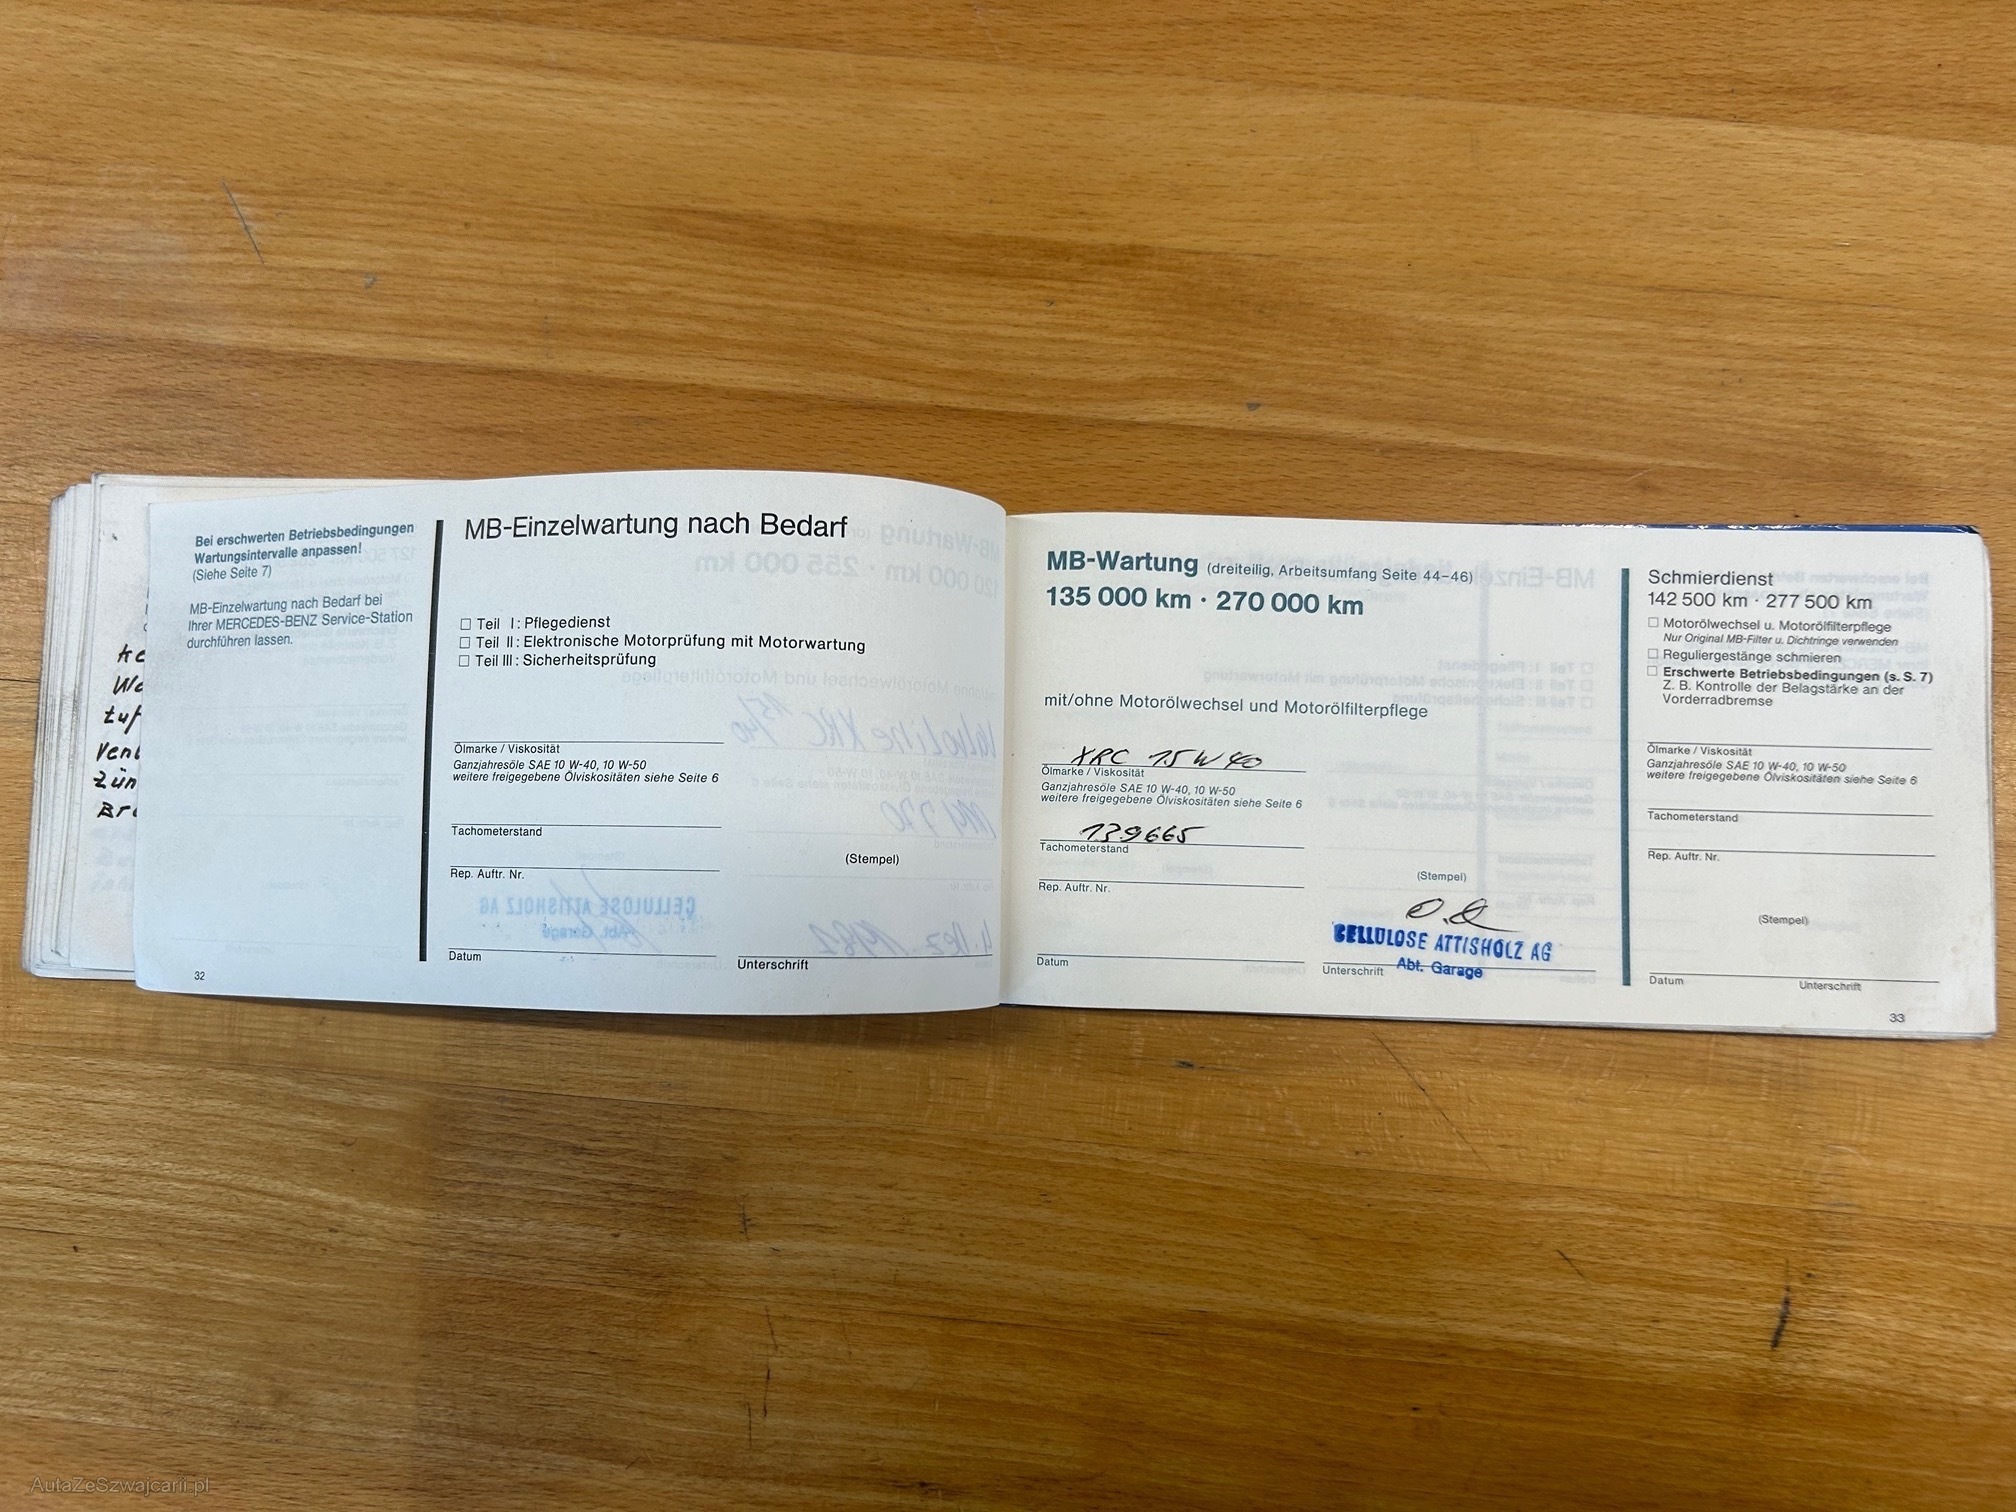 Bei erschwerten Betriebsbedingungen
Wartungsintervalle anpassen!
(Siehe Seite 7)
MB-Einzelwartung nach Bedarf bei
Ihrer MERCEDES-BENZ Service-Station
durchführen lassen.
32
MB-Einzelwartung nach Bedarf
☐ Teil I: Pflegedienst
☐ Teil II: Elektronische Motorprüfung mit Motorwartung
☐ Teil III: Sicherheitsprüfung
Ölmarke / Viskosität
Ganzjahresöle SAE 10 W-40, 10 W-50
weitere freigegebene Ölviskositäten siehe Seite 6
Tachometerstand
(Stempel)
Rep. Auftr. Nr.
Datum
Unterschrift
MB-Wartung (dreiteilig, Arbeitsumfang Seite 44-46)
135 000 km · 270 000 km
mit/ohne Motorölwechsel und Motorölfilterpflege
XRC 15W40
Ölmarke / Viskosität
Ganzjahresöle SAE 10 W-40, 10 W-50
weitere freigegebene Ölviskositäten siehe Seite 6
139665
Tachometerstand
(Stempel)
Rep. Auftr. Nr.
CELLULOSE ATTISHOLZ AG
Abt. Garage
Datum
Unterschrift
Schmierdienst
142 500 km · 277 500 km
☐ Motorölwechsel u. Motorölfilterpflege
Nur Original MB-Filter u. Dichtringe verwenden
☐ Reguliergestänge schmieren
☐ Erschwerte Betriebsbedingungen (s. S. 7)
Z. B. Kontrolle der Belagstärke an der
Vorderradbremse
Ölmarke / Viskosität
Ganzjahresöle SAE 10 W-40, 10 W-50
weitere freigegebene Ölviskositäten siehe Seite 6
Tachometerstand
Rep. Auftr. Nr.
(Stempel)
Datum
Unterschrift
33
AutaZeSzwajcarii.pl